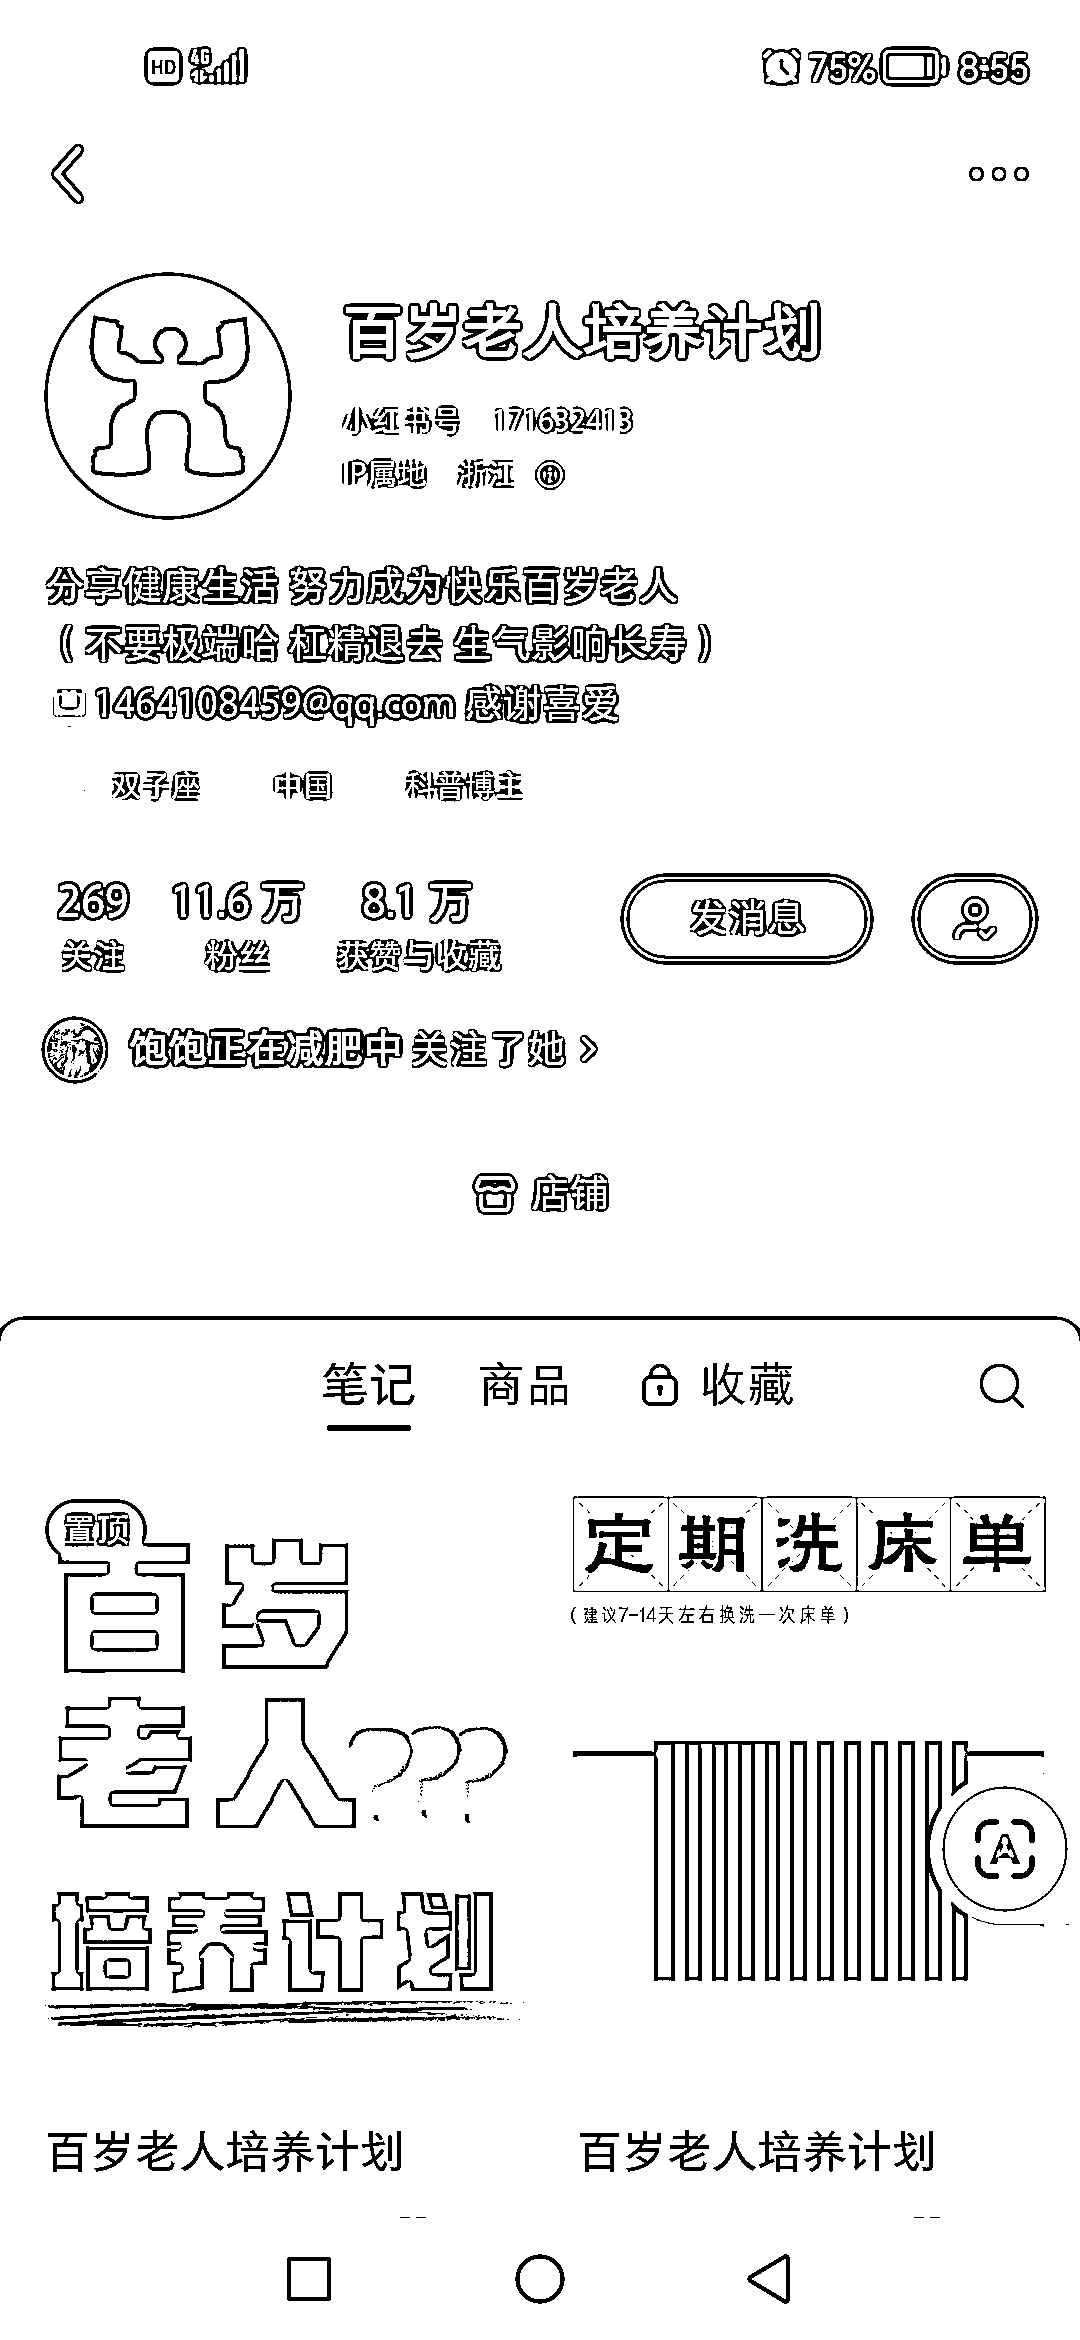 HD 4G 75% 8:55
百岁老人培养计划
小红书号 171632413
IP属地 浙江
分享健康生活 努力成为快乐百岁老人
（不要极端哈 杠精退去 生气影响长寿）
1464108459@qq.com 感谢喜爱
双子座 中国 科普博主
269 11.6万 8.1万
关注 粉丝 获赞与收藏
发消息
饱饱正在减肥中 关注了她 >
店铺
笔记 商品 收藏
置顶
百岁
老人???
培养计划
定期洗床单
（建议7-14天左右换洗一次床单）
A
百岁老人培养计划
百岁老人培养计划